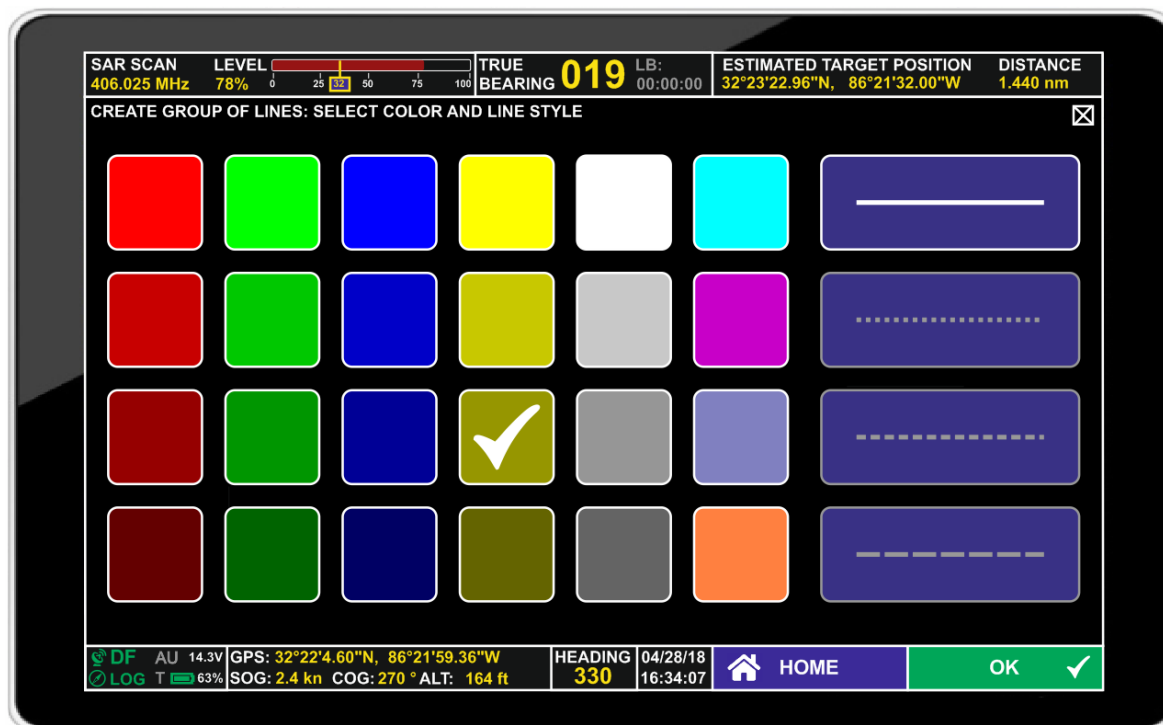 SAR SCAN LEVEL TRUE BEARING 019 LB: 00:00:00 ESTIMATED TARGET POSITION DISTANCE
406.025 MHz 78% 0 25 32 50 75 100 32°23'22.96"N, 86°21'32.00"W 1.440 nm
CREATE GROUP OF LINES: SELECT COLOR AND LINE STYLE
DF AU 14.3V GPS: 32°22'4.60"N, 86°21'59.36"W HEADING 04/28/18 HOME OK
LOG T 63% SOG: 2.4 kn COG: 270 ° ALT: 164 ft 330 16:34:07